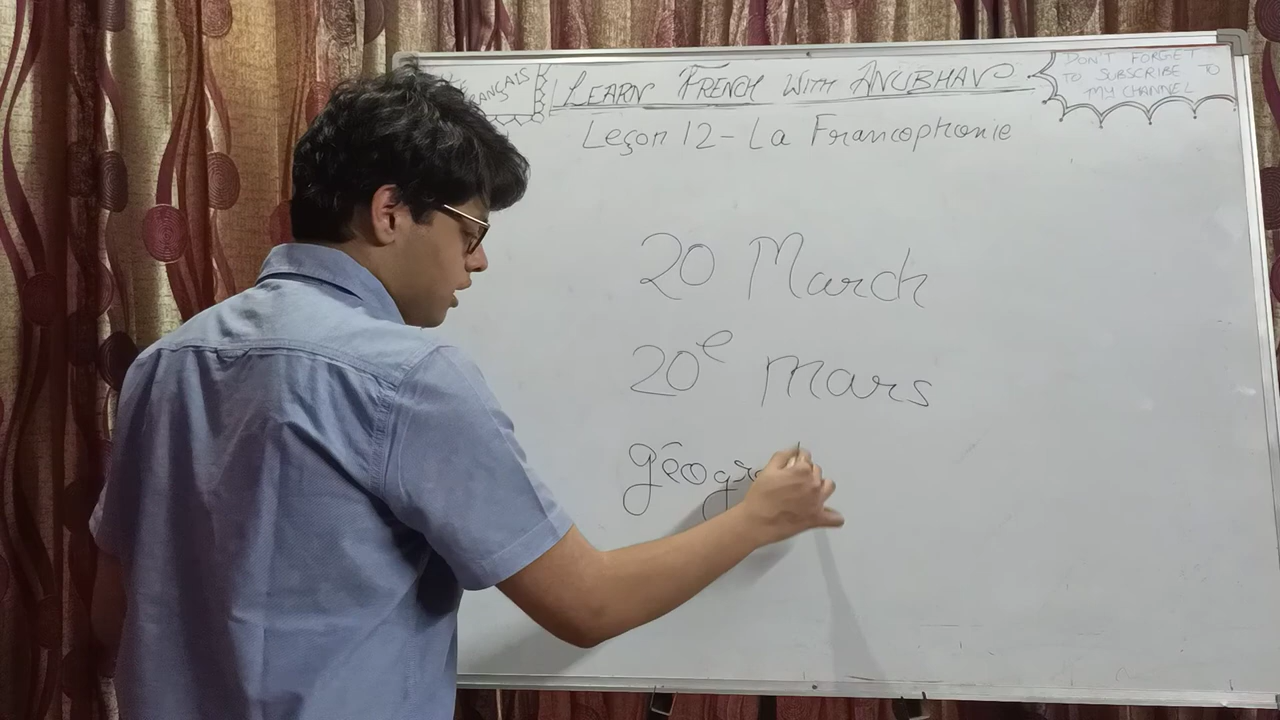 FRANÇAIS
LEARN FRENCH WITH ANUBHAV
DON'T FORGET
TO SUBSCRIBE TO
MY CHANNEL
Leçon 12 - La Francophonie
20 March
20e Mars
géogr